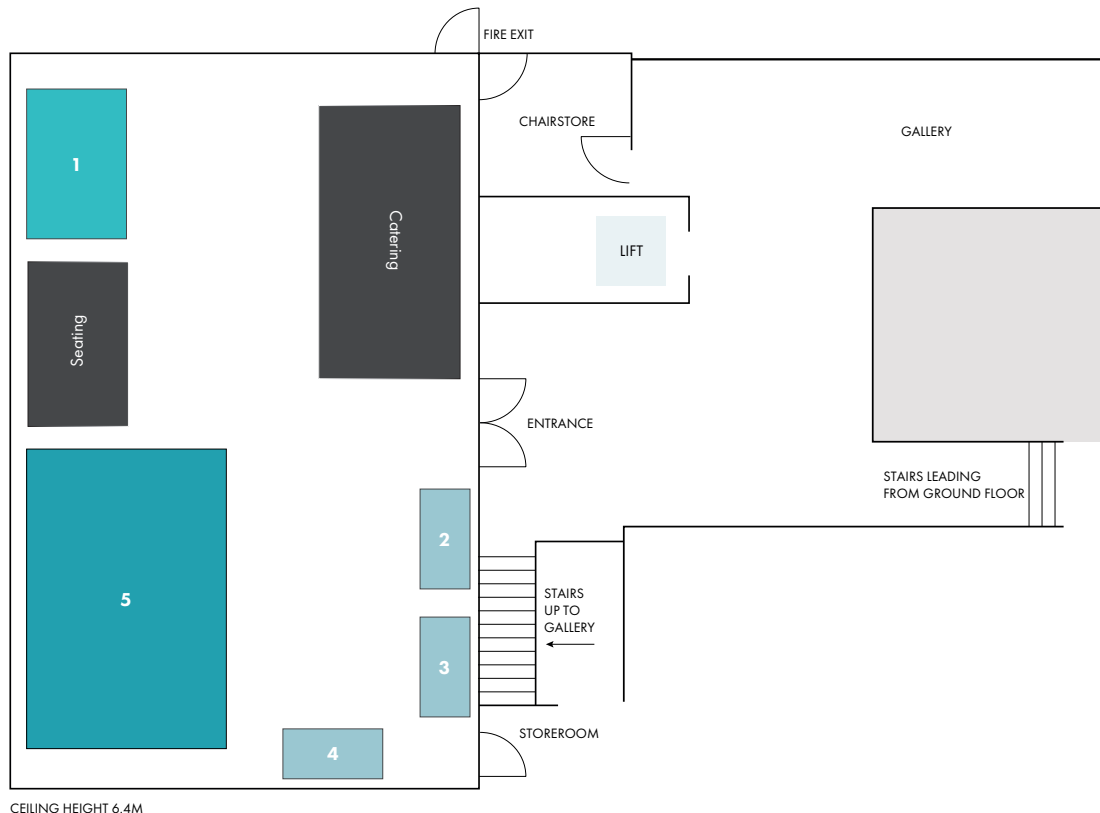 FIRE EXIT
CHAIRSTORE
GALLERY
1
Catering
LIFT
Seating
ENTRANCE
STAIRS LEADING
FROM GROUND FLOOR
2
5
STAIRS
UP TO
GALLERY
3
STOREROOM
4
CEILING HEIGHT 6.4M